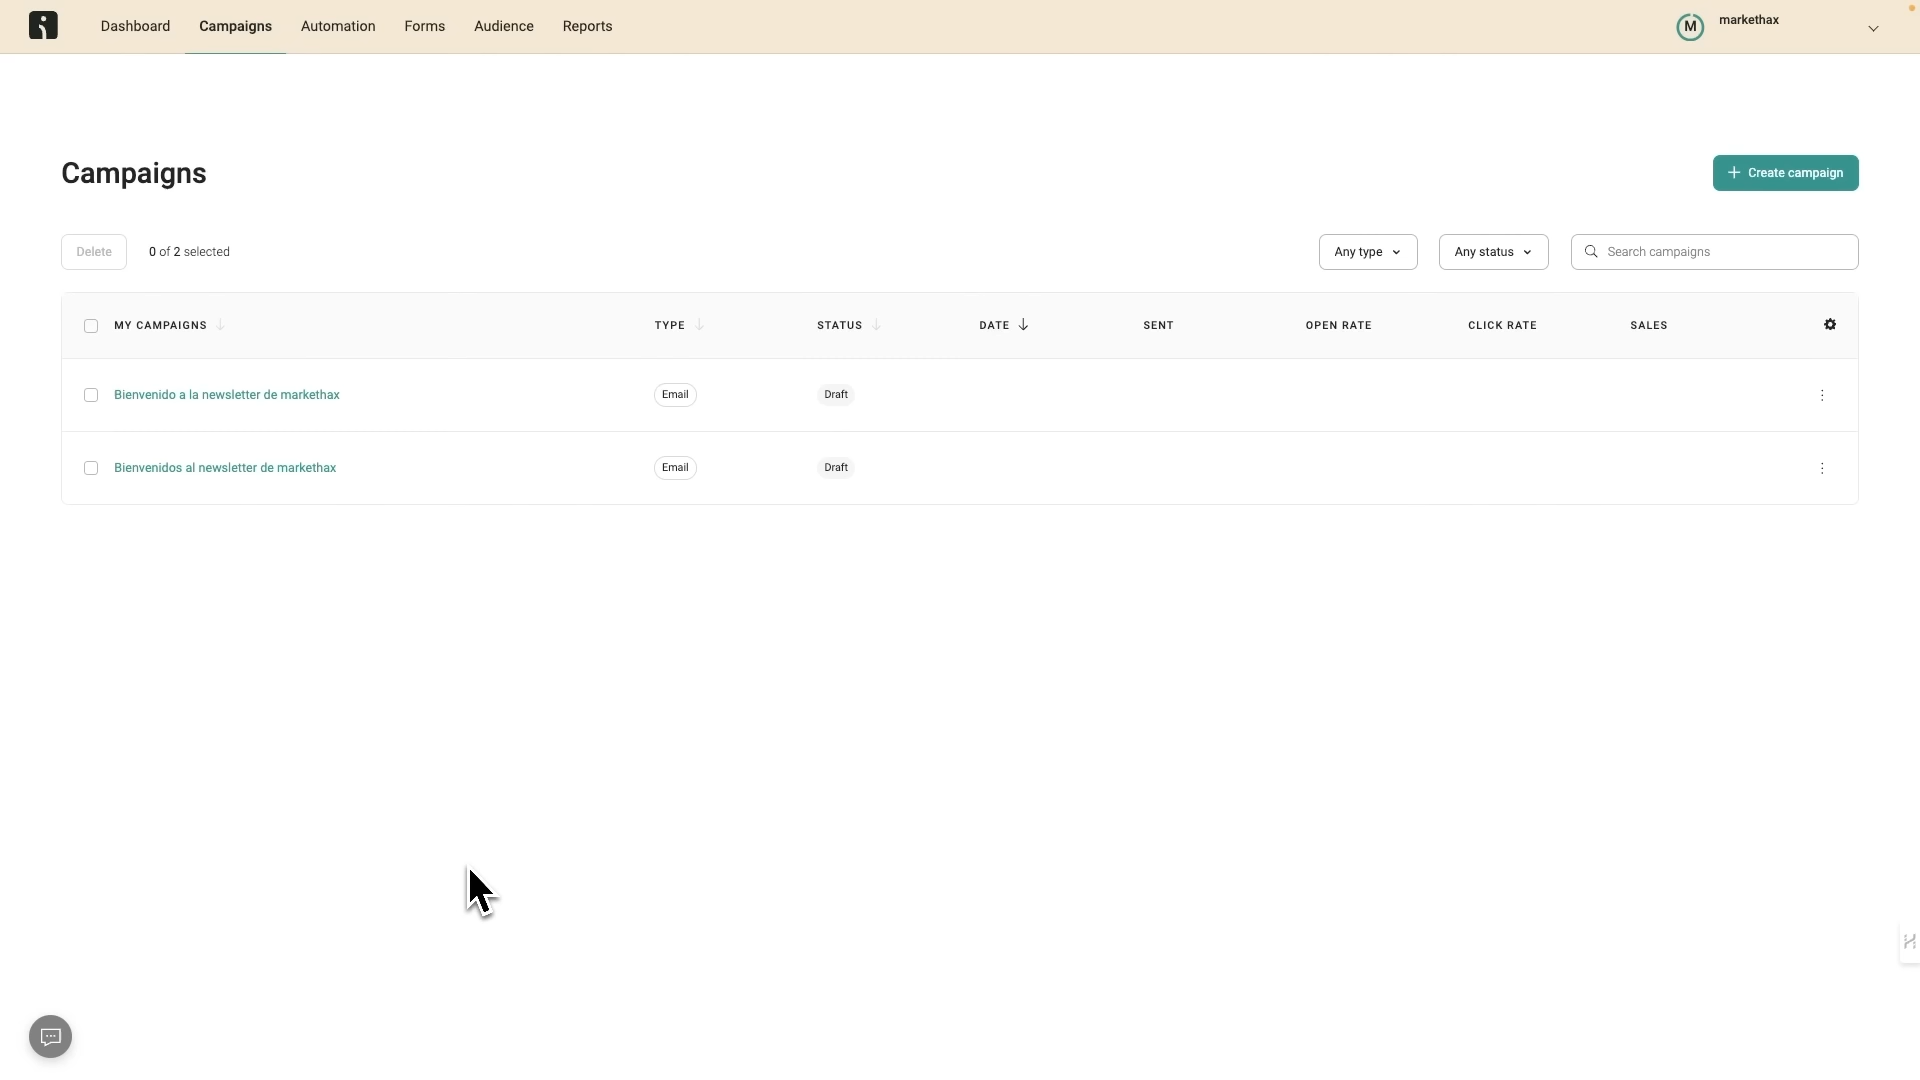 Dashboard Campaigns Automation Forms Audience Reports M markethax
Campaigns
Create campaign
Delete 0 of 2 selected Any type Any status Search campaigns
MY CAMPAIGNS TYPE STATUS DATE SENT OPEN RATE CLICK RATE SALES
Bienvenido a la newsletter de markethax Email Draft
Bienvenidos al newsletter de markethax Email Draft